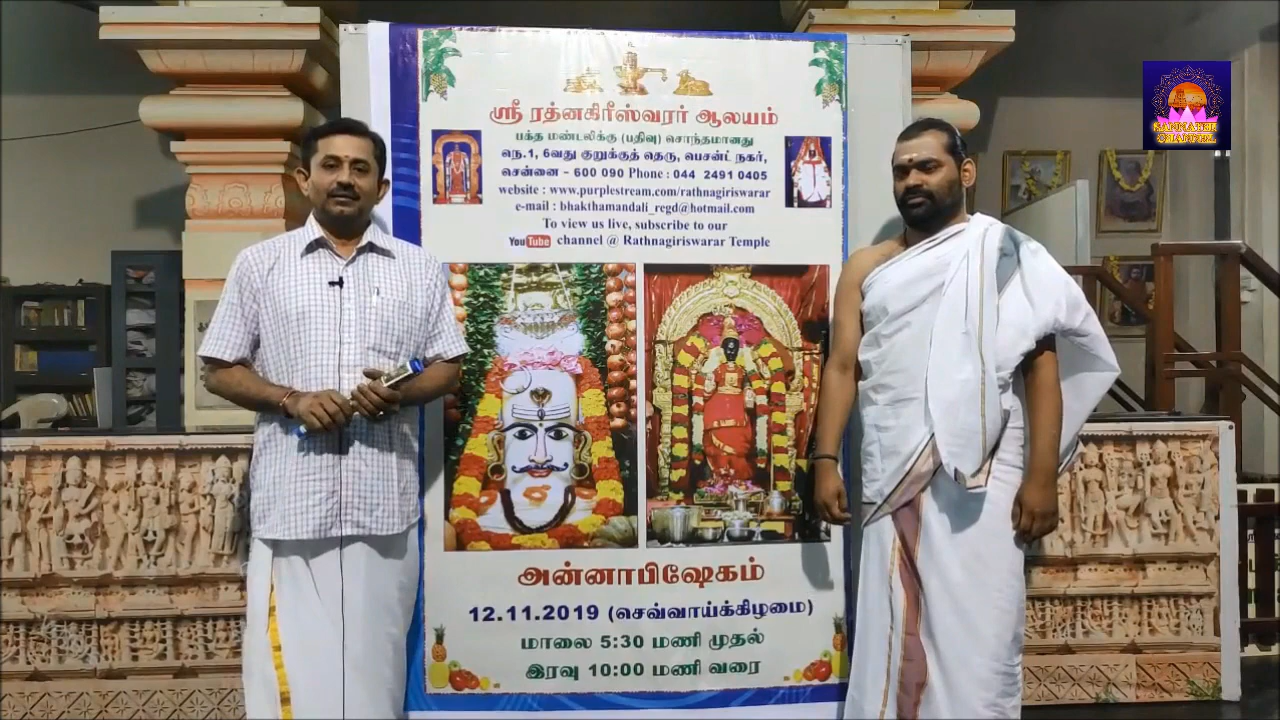 ஸ்ரீ ரத்னகிரீஸ்வரர் ஆலயம்
பக்த மண்டலிக்கு (பதிவு) சொந்தமானது
நெ.1, 6வது குறுக்குத் தெரு, பெசன்ட் நகர்,
சென்னை - 600 090 Phone : 044 2491 0405
website : www.purplestream.com/rathnagiriswarar
e-mail : bhakthamandali_regd@hotmail.com
To view us live, subscribe to our
YouTube channel @ Rathnagiriswarar Temple
அன்னாபிஷேகம்
12.11.2019 (செவ்வாய்க்கிழமை)
மாலை 5:30 மணி முதல்
இரவு 10:00 மணி வரை
SANNATHI
CHANNEL